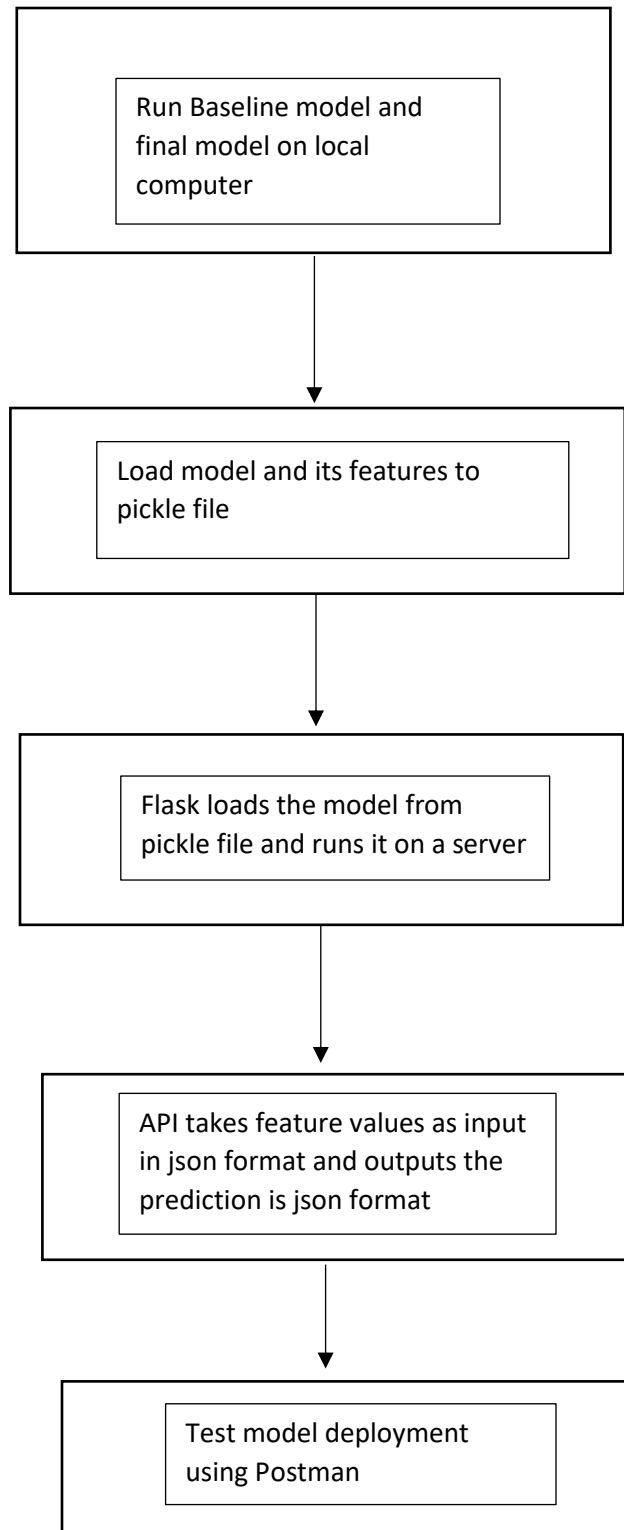 Run Baseline model and
final model on local
computer
Load model and its features to
pickle file
Flask loads the model from
pickle file and runs it on a server
API takes feature values as input
in json format and outputs the
prediction is json format
Test model deployment
using Postman